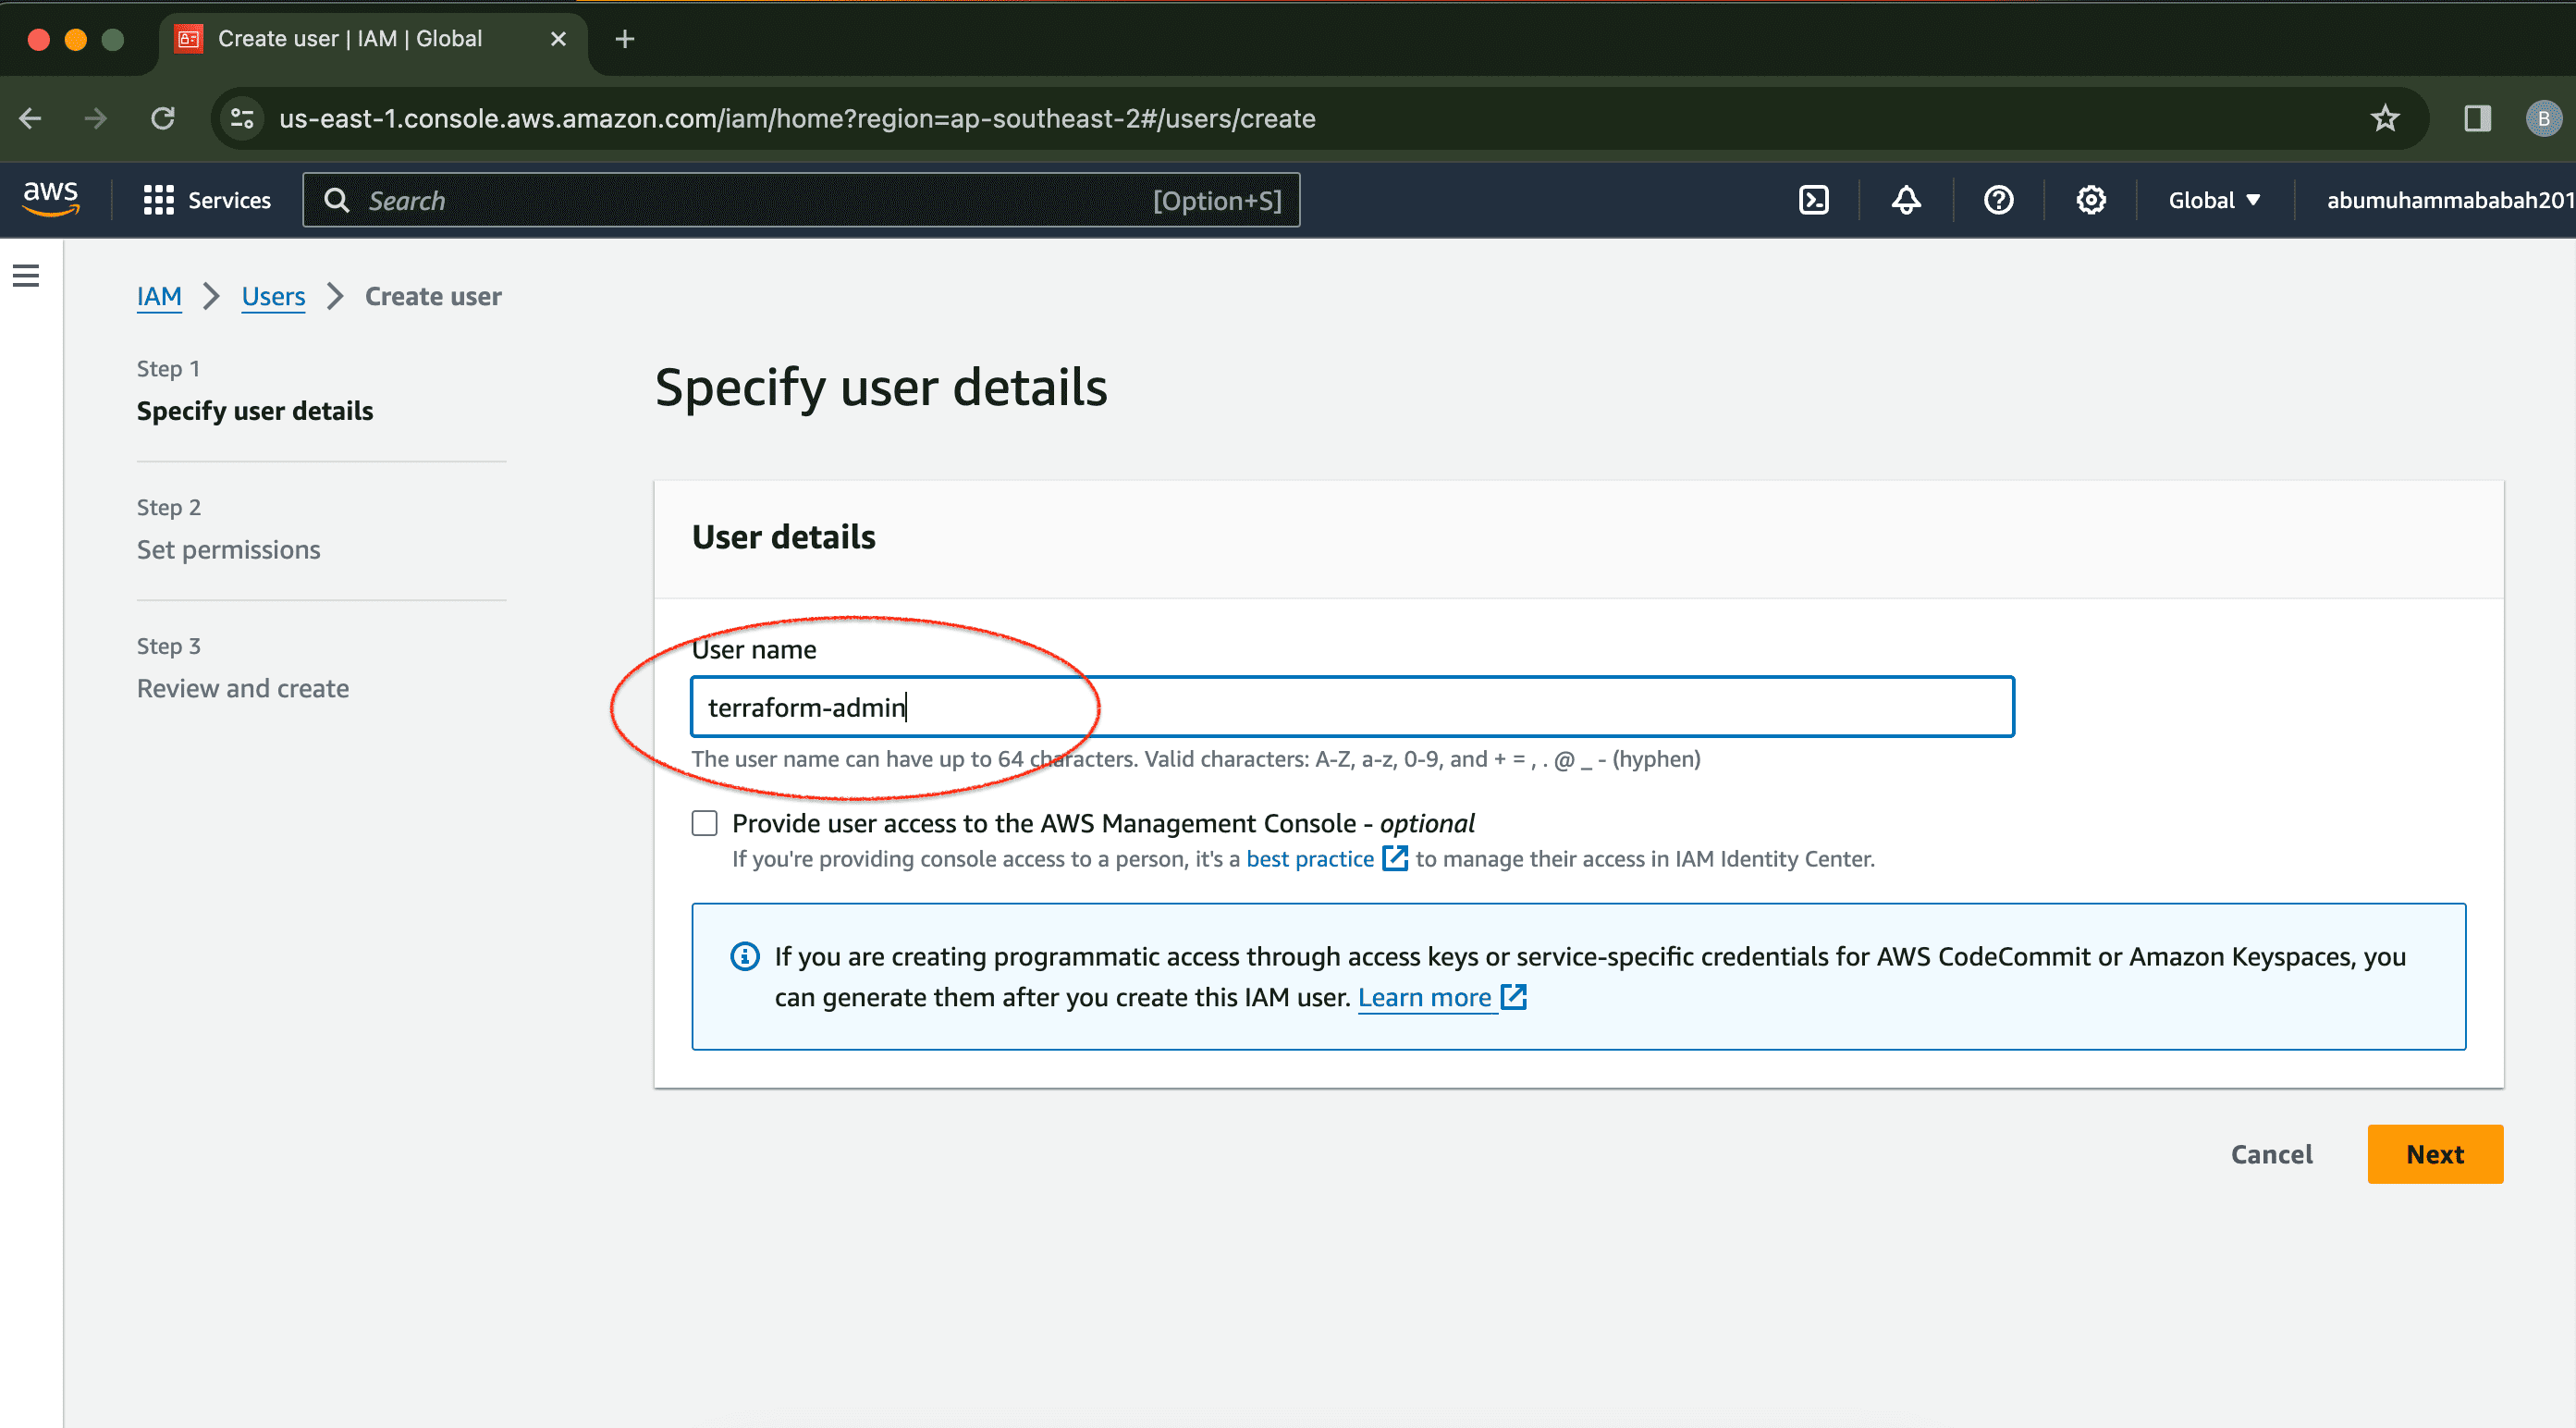 Create user | IAM | Global
us-east-1.console.aws.amazon.com/iam/home?region=ap-southeast-2#/users/create
B
aws
Services
Search
[Option+S]
Global
abumuhammababah201
IAM > Users > Create user
Step 1
Specify user details
Step 2
Set permissions
Step 3
Review and create
Specify user details
User details
User name
terraform-admin
The user name can have up to 64 characters. Valid characters: A-Z, a-z, 0-9, and + = , . @ _ - (hyphen)
Provide user access to the AWS Management Console - optional
If you're providing console access to a person, it's a best practice to manage their access in IAM Identity Center.
If you are creating programmatic access through access keys or service-specific credentials for AWS CodeCommit or Amazon Keyspaces, you
can generate them after you create this IAM user. Learn more
Cancel
Next